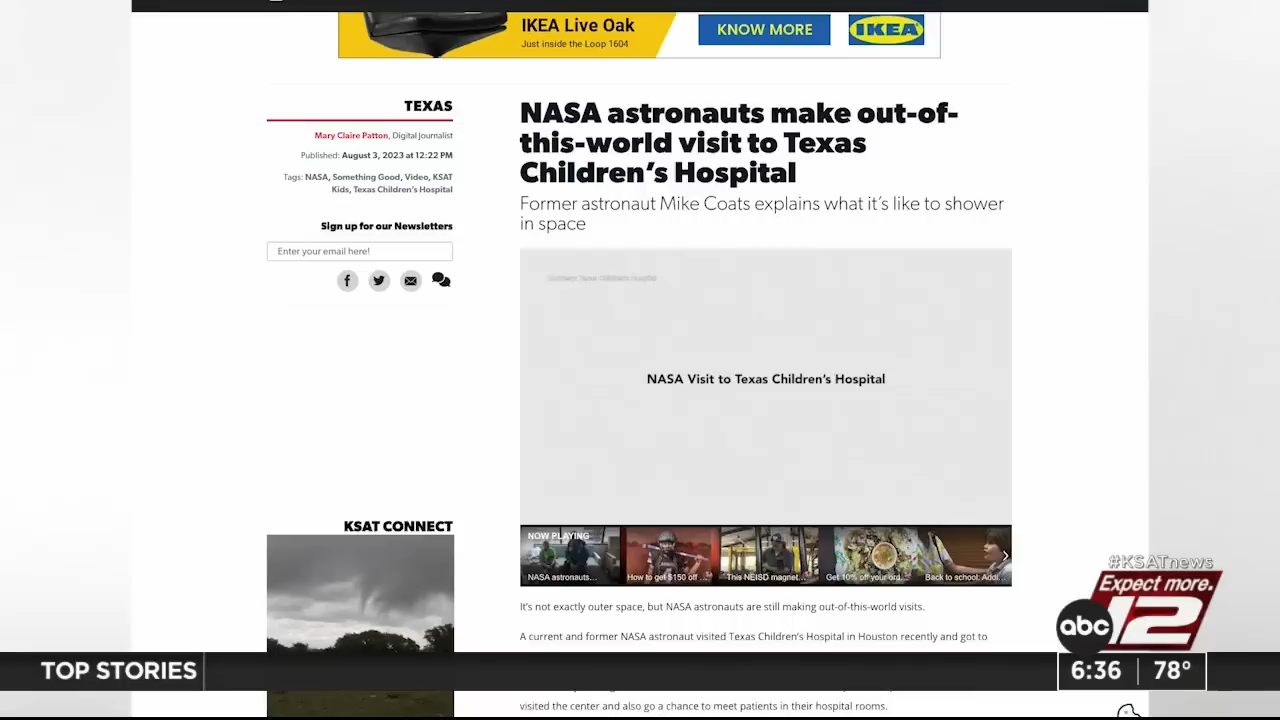 IKEA Live Oak
Just inside the Loop 1604
KNOW MORE
IKEA
TEXAS
Mary Claire Patton, Digital Journalist
Published: August 3, 2023 at 12:22 PM
Tags: NASA, Something Good, Video, KSAT
Kids, Texas Children's Hospital
Sign up for our Newsletters
Enter your email here!
NASA astronauts make out-of-
this-world visit to Texas
Children's Hospital
Former astronaut Mike Coats explains what it's like to shower
in space
Courtesy Texas Children's Hospital
NASA Visit to Texas Children's Hospital
NOW PLAYING
NASA astronauts...
How to get $150 off ...
This NEISD magnet...
Get 10% off your ord...
Back to school: Addi...
KSAT CONNECT
It's not exactly outer space, but NASA astronauts are still making out-of-this-world visits.
A current and former NASA astronaut visited Texas Children's Hospital in Houston recently and got to
visited the center and also go a chance to meet patients in their hospital rooms.
#KSATnews
Expect more.
abc 12
TOP STORIES
6:36 78°